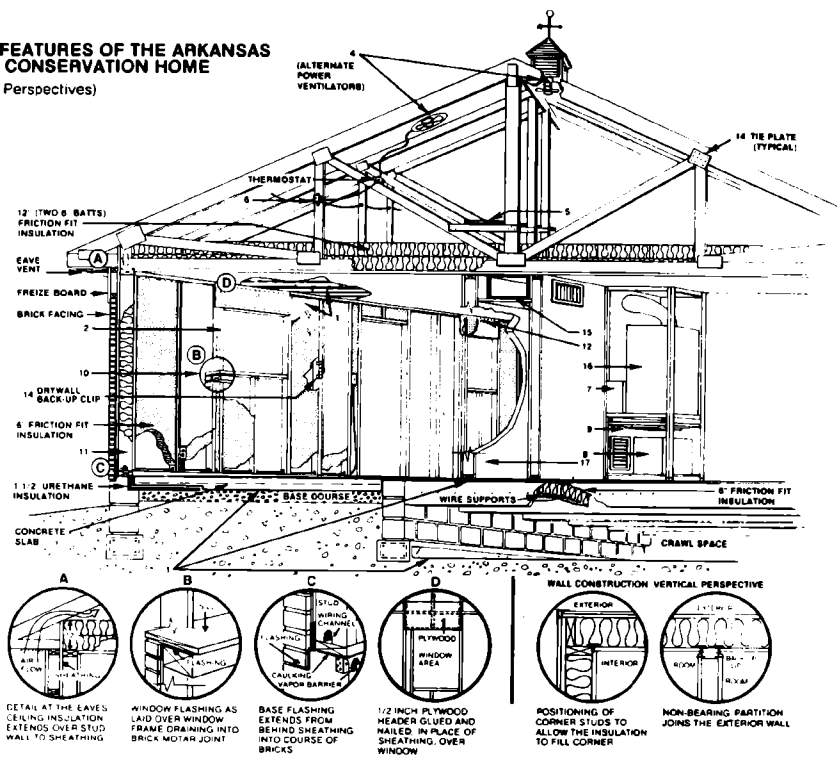 FEATURES OF THE ARKANSAS
CONSERVATION HOME
Perspectives)
4
(ALTERNATE
POWER
VENTILATORS)
14 TIE PLATE
(TYPICAL)
THERMOSTAT
6
5
12" (TWO 6" BATTS)
FRICTION FIT
INSULATION
EAVE
VENT
A
D
FREIZE BOARD
1
BRICK FACING
15
2
12
B
16
10
7
14 DRYWALL
BACK-UP CLIP
6" FRICTION FIT
INSULATION
9
11
8
C
17
1 1/2" URETHANE
INSULATION
BASE COURSE
WIRE SUPPORTS
6" FRICTION FIT
INSULATION
CONCRETE
SLAB
CRAWL SPACE
1
A
B
C
D
WALL CONSTRUCTION VERTICAL PERSPECTIVE
AIR
FLOW
SHEATHING
FLASHING
STUD
WIRING
CHANNEL
FLASHING
CAULKING
VAPOR BARRIER
PLYWOOD
WINDOW
AREA
EXTERIOR
INTERIOR
EXTERIOR
ROOM
ROOM
DETAIL AT THE EAVES
CEILING INSULATION
EXTENDS OVER STUD
WALL TO SHEATHING
WINDOW FLASHING AS
LAID OVER WINDOW
FRAME DRAINING INTO
BRICK MOTAR JOINT
BASE FLASHING
EXTENDS FROM
BEHIND SHEATHING
INTO COURSE OF
BRICKS
1/2 INCH PLYWOOD
HEADER GLUED AND
NAILED, IN PLACE OF
SHEATHING, OVER
WINDOW
POSITIONING OF
CORNER STUDS TO
ALLOW THE INSULATION
TO FILL CORNER
NON-BEARING PARTITION
JOINS THE EXTERIOR WALL